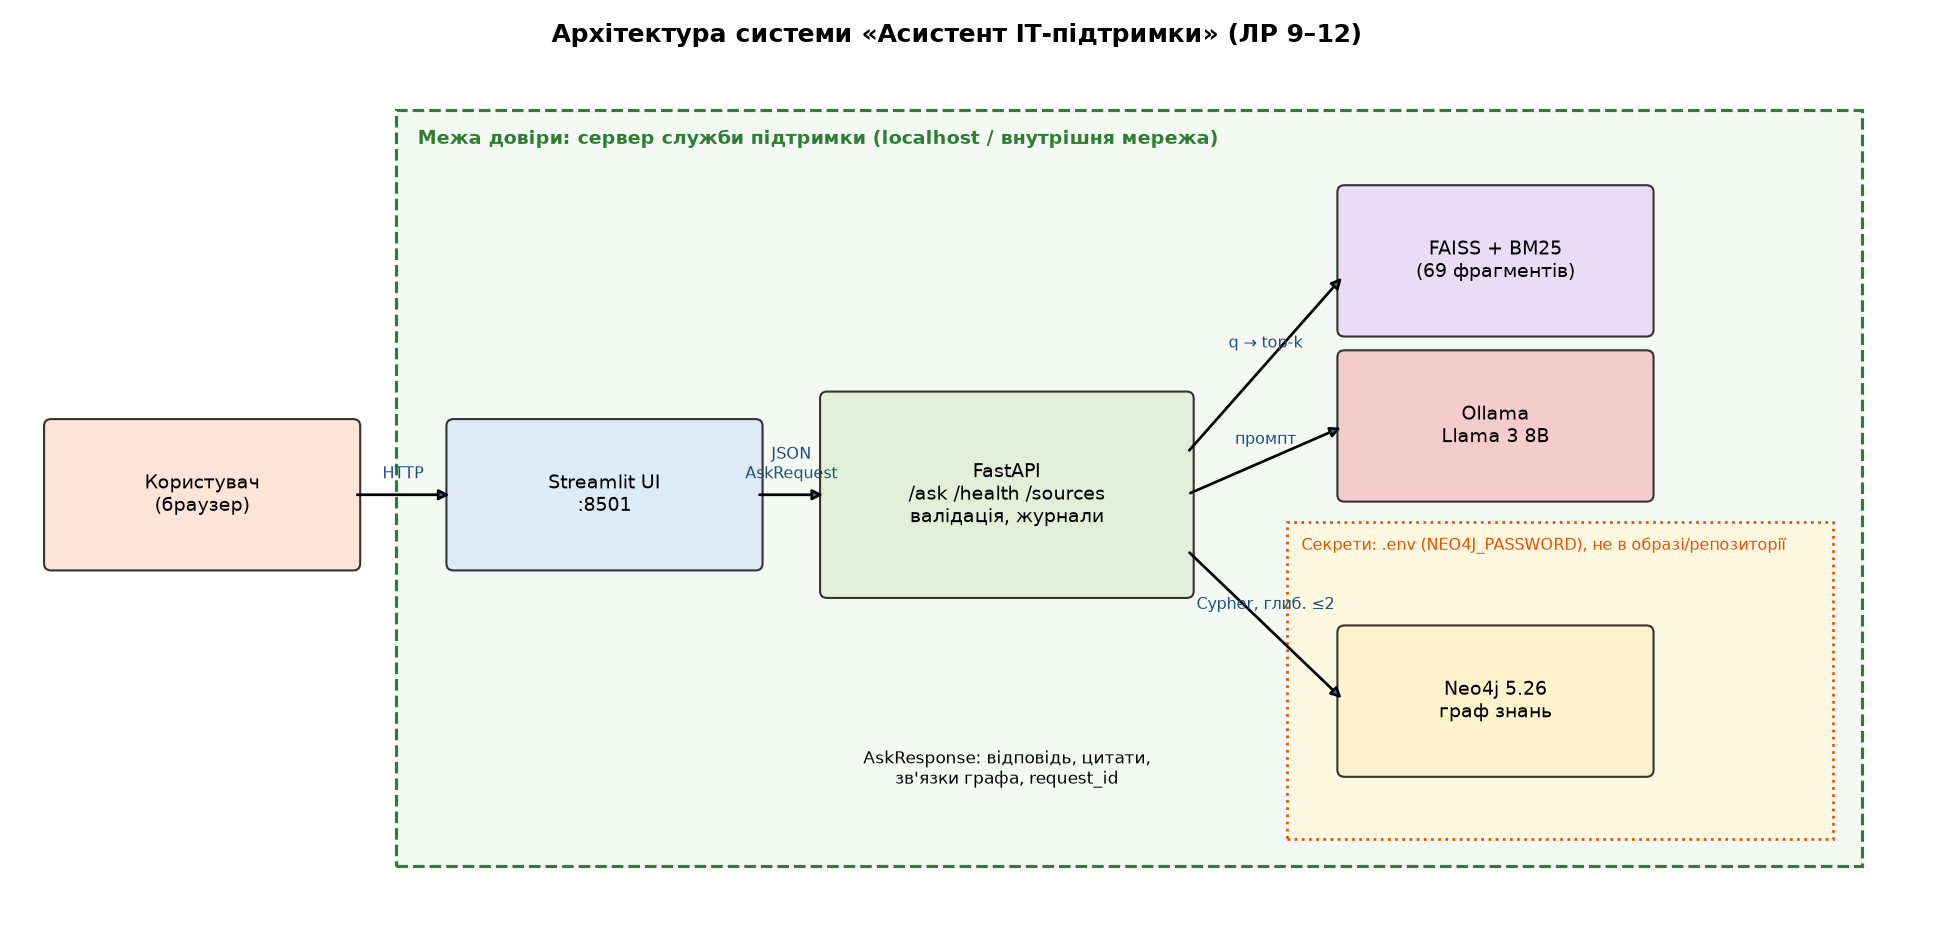 Архітектура системи «Асистент ІТ-підтримки» (ЛР 9–12)
Межа довіри: сервер служби підтримки (localhost / внутрішня мережа)
Користувач
(браузер)
HTTP
Streamlit UI
:8501
JSON
AskRequest
FastAPI
/ask /health /sources
валідація, журнали
q → top-k
FAISS + BM25
(69 фрагментів)
промпт
Ollama
Llama 3 8B
Секрети: .env (NEO4J_PASSWORD), не в образі/репозиторії
Cypher, глиб. ≤2
Neo4j 5.26
граф знань
AskResponse: відповідь, цитати,
зв'язки графа, request_id